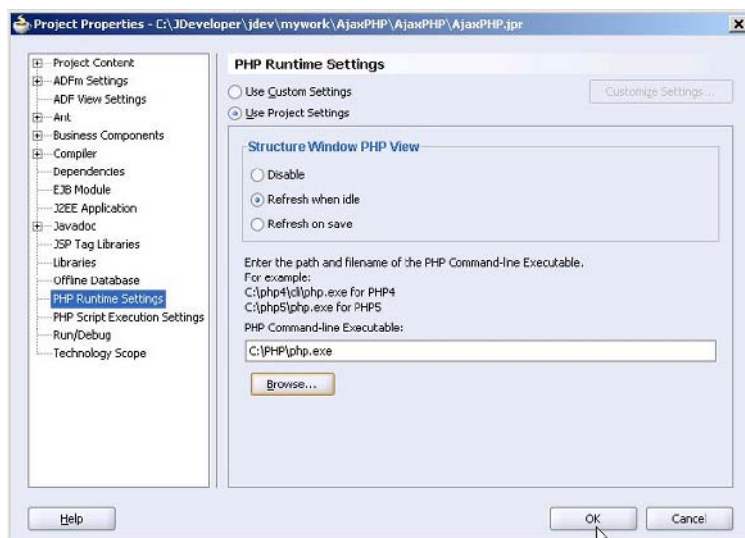 Project Properties - C:\JDeveloper\jdev\mywork\AjaxPHP\AjaxPHP\AjaxPHP.jpr
Project Content
ADFm Settings
ADF View Settings
Ant
Business Components
Compiler
Dependencies
EJB Module
J2EE Application
Javadoc
JSP Tag Libraries
Libraries
Offline Database
PHP Runtime Settings
PHP Script Execution Settings
Run/Debug
Technology Scope
PHP Runtime Settings
Use Custom Settings
Customize Settings...
Use Project Settings
Structure Window PHP View
Disable
Refresh when idle
Refresh on save
Enter the path and filename of the PHP Command-line Executable.
For example:
C:\php4\cli\php.exe for PHP4
C:\php5\php.exe for PHP5
PHP Command-line Executable:
C:\PHP\php.exe
Browse...
Help
OK
Cancel